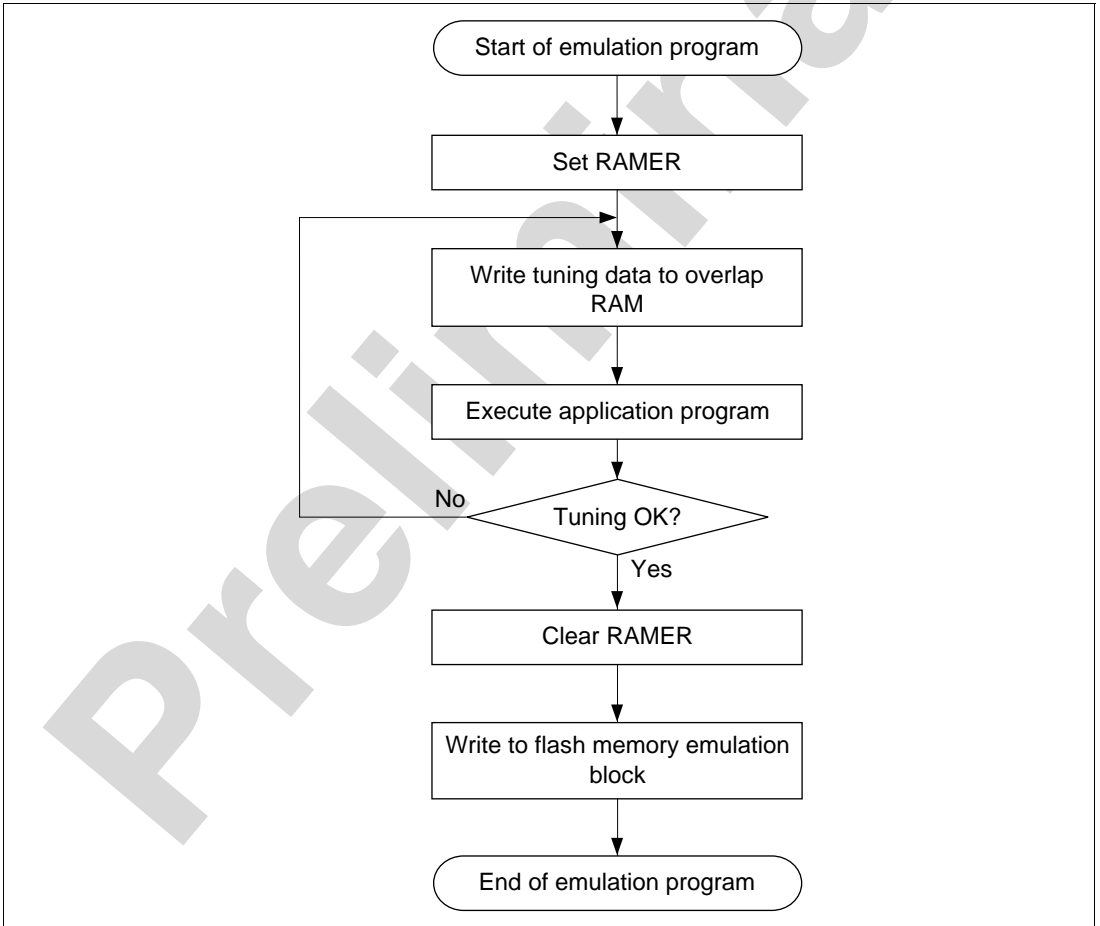 Start of emulation program
Set RAMER
Write tuning data to overlap
RAM
Execute application program
No
Tuning OK?
Yes
Clear RAMER
Write to flash memory emulation
block
End of emulation program
Prelimina